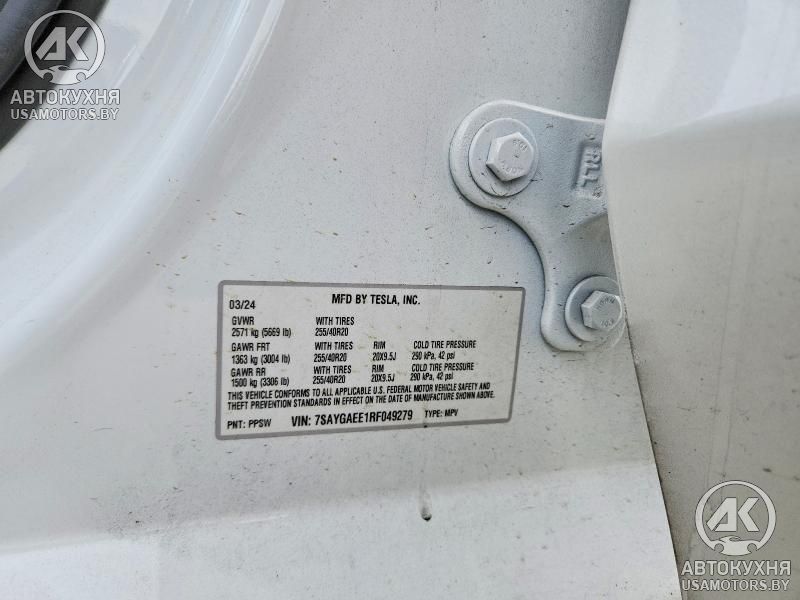 AK
АВТОКУХНЯ
USAMOTORS.BY
RLL
03/24 MFD BY TESLA, INC.
GVWR WITH TIRES
2571 kg (5669 lb) 255/40R20
GAWR FRT WITH TIRES RIM COLD TIRE PRESSURE
1363 kg (3004 lb) 255/40R20 20X9.5J 290 kPa, 42 psi
GAWR RR WITH TIRES RIM COLD TIRE PRESSURE
1500 kg (3306 lb) 255/40R20 20X9.5J 290 kPa, 42 psi
THIS VEHICLE CONFORMS TO ALL APPLICABLE U.S. FEDERAL MOTOR VEHICLE SAFETY AND
THEFT PREVENTION STANDARDS IN EFFECT ON THE DATE OF MANUFACTURE SHOWN ABOVE.
PNT: PPSW VIN: 7SAYGAEE1RF049279 TYPE: MPV
AK
АВТОКУХНЯ
USAMOTORS.BY